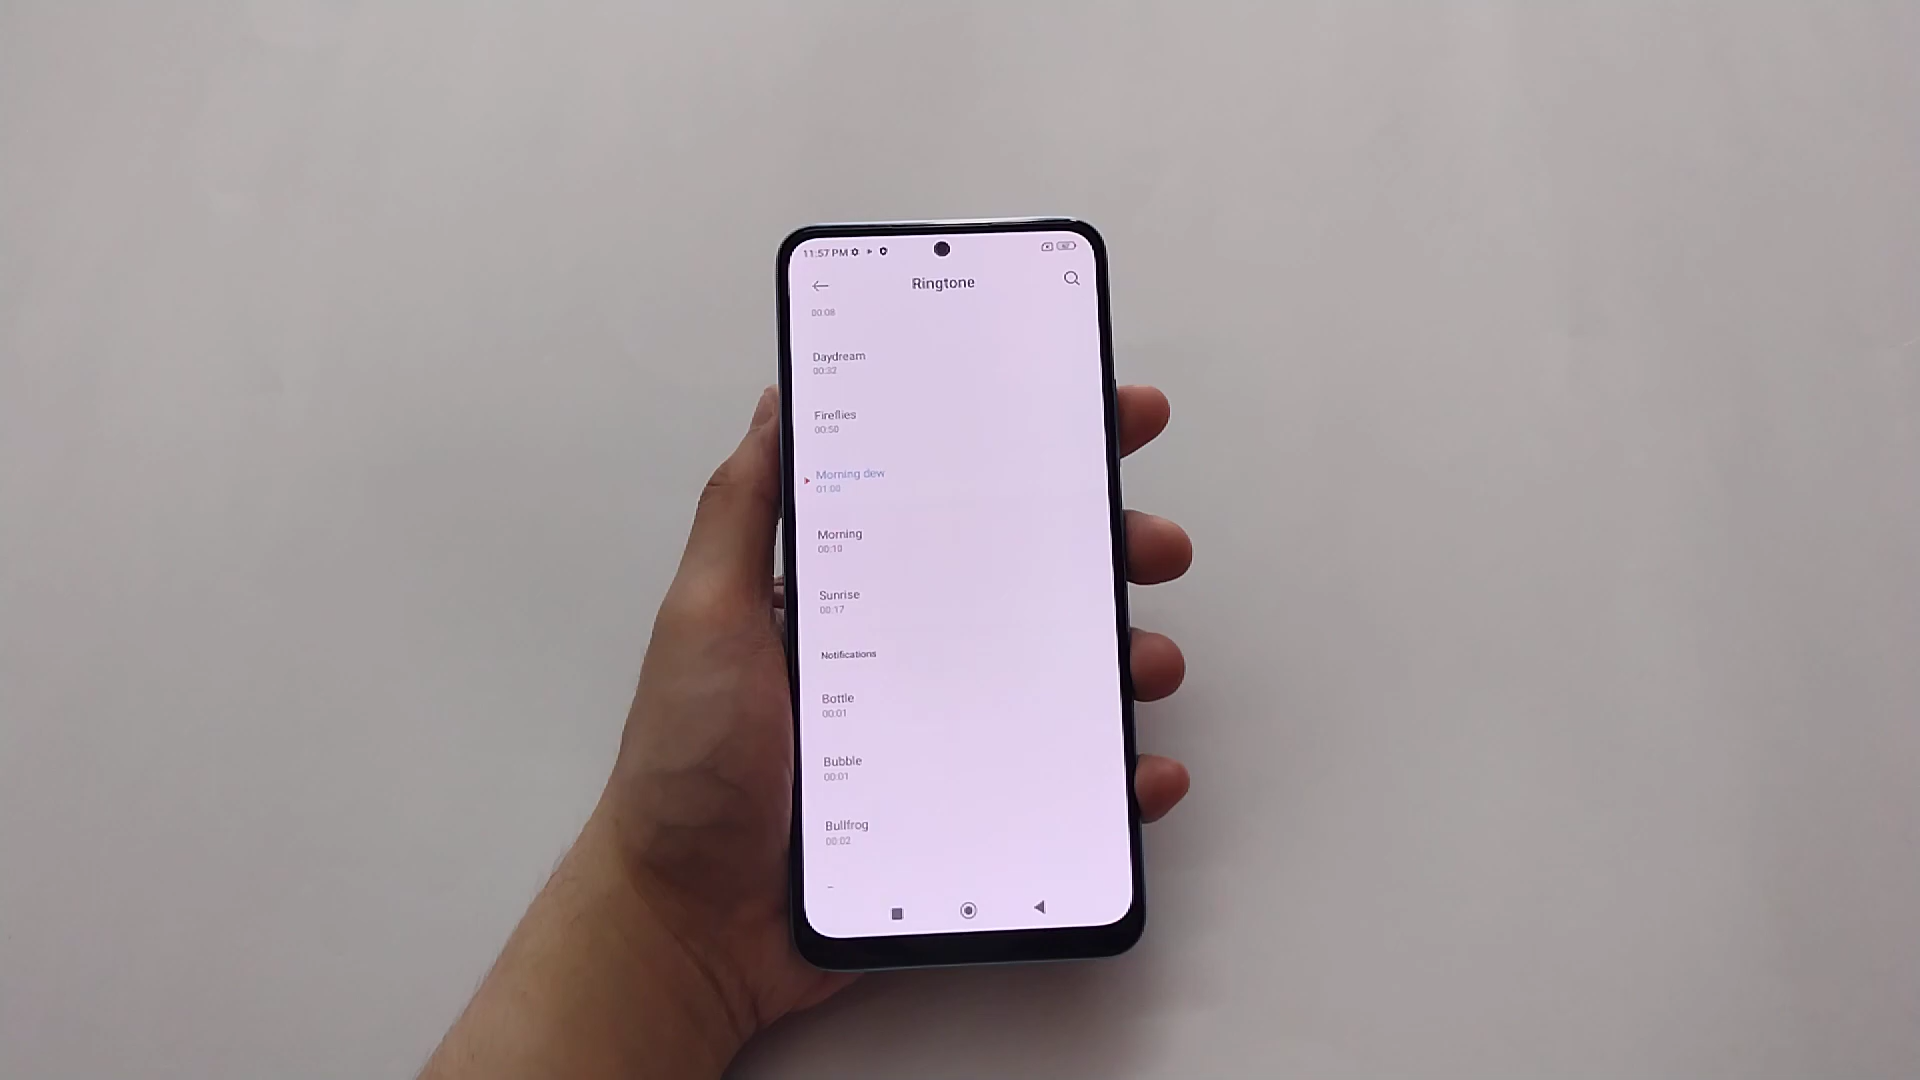 11:57 PM
Ringtone
00:08
Daydream
00:32
Fireflies
00:50
Morning dew
01:00
Morning
00:10
Sunrise
00:17
Notifications
Bottle
00:01
Bubble
00:01
Bullfrog
00:02